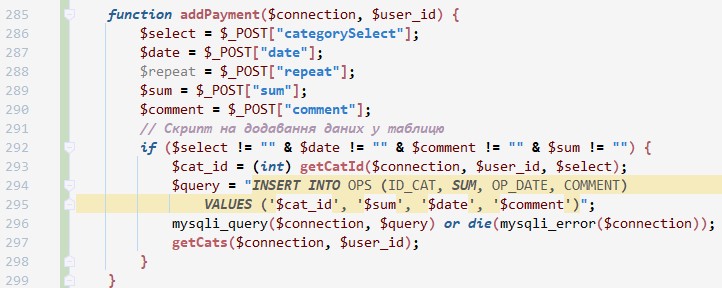 285 function addPayment($connection, $user_id) {
286 $select = $_POST["categorySelect"];
287 $date = $_POST["date"];
288 $repeat = $_POST["repeat"];
289 $sum = $_POST["sum"];
290 $comment = $_POST["comment"];
291 // Скрипт на додавання даних у таблицю
292 if ($select != "" & $date != "" & $comment != "" & $sum != "") {
293 $cat_id = (int) getCatId($connection, $user_id, $select);
294 $query = "INSERT INTO OPS (ID_CAT, SUM, OP_DATE, COMMENT)
295 VALUES ('$cat_id', '$sum', '$date', '$comment')";
296 mysqli_query($connection, $query) or die(mysqli_error($connection));
297 getCats($connection, $user_id);
298 }
299 }